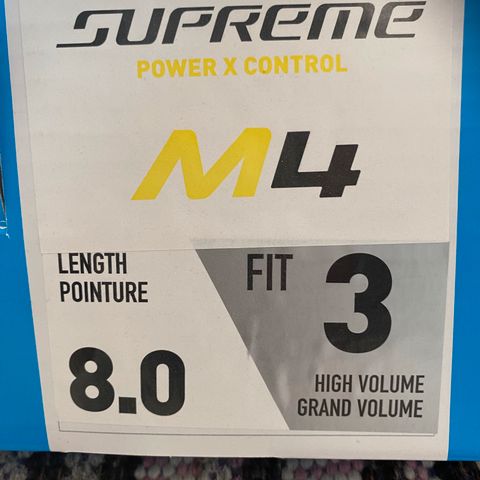 SUPREME
POWER X CONTROL
M4
LENGTH
POINTURE
8.0
FIT 3
HIGH VOLUME
GRAND VOLUME